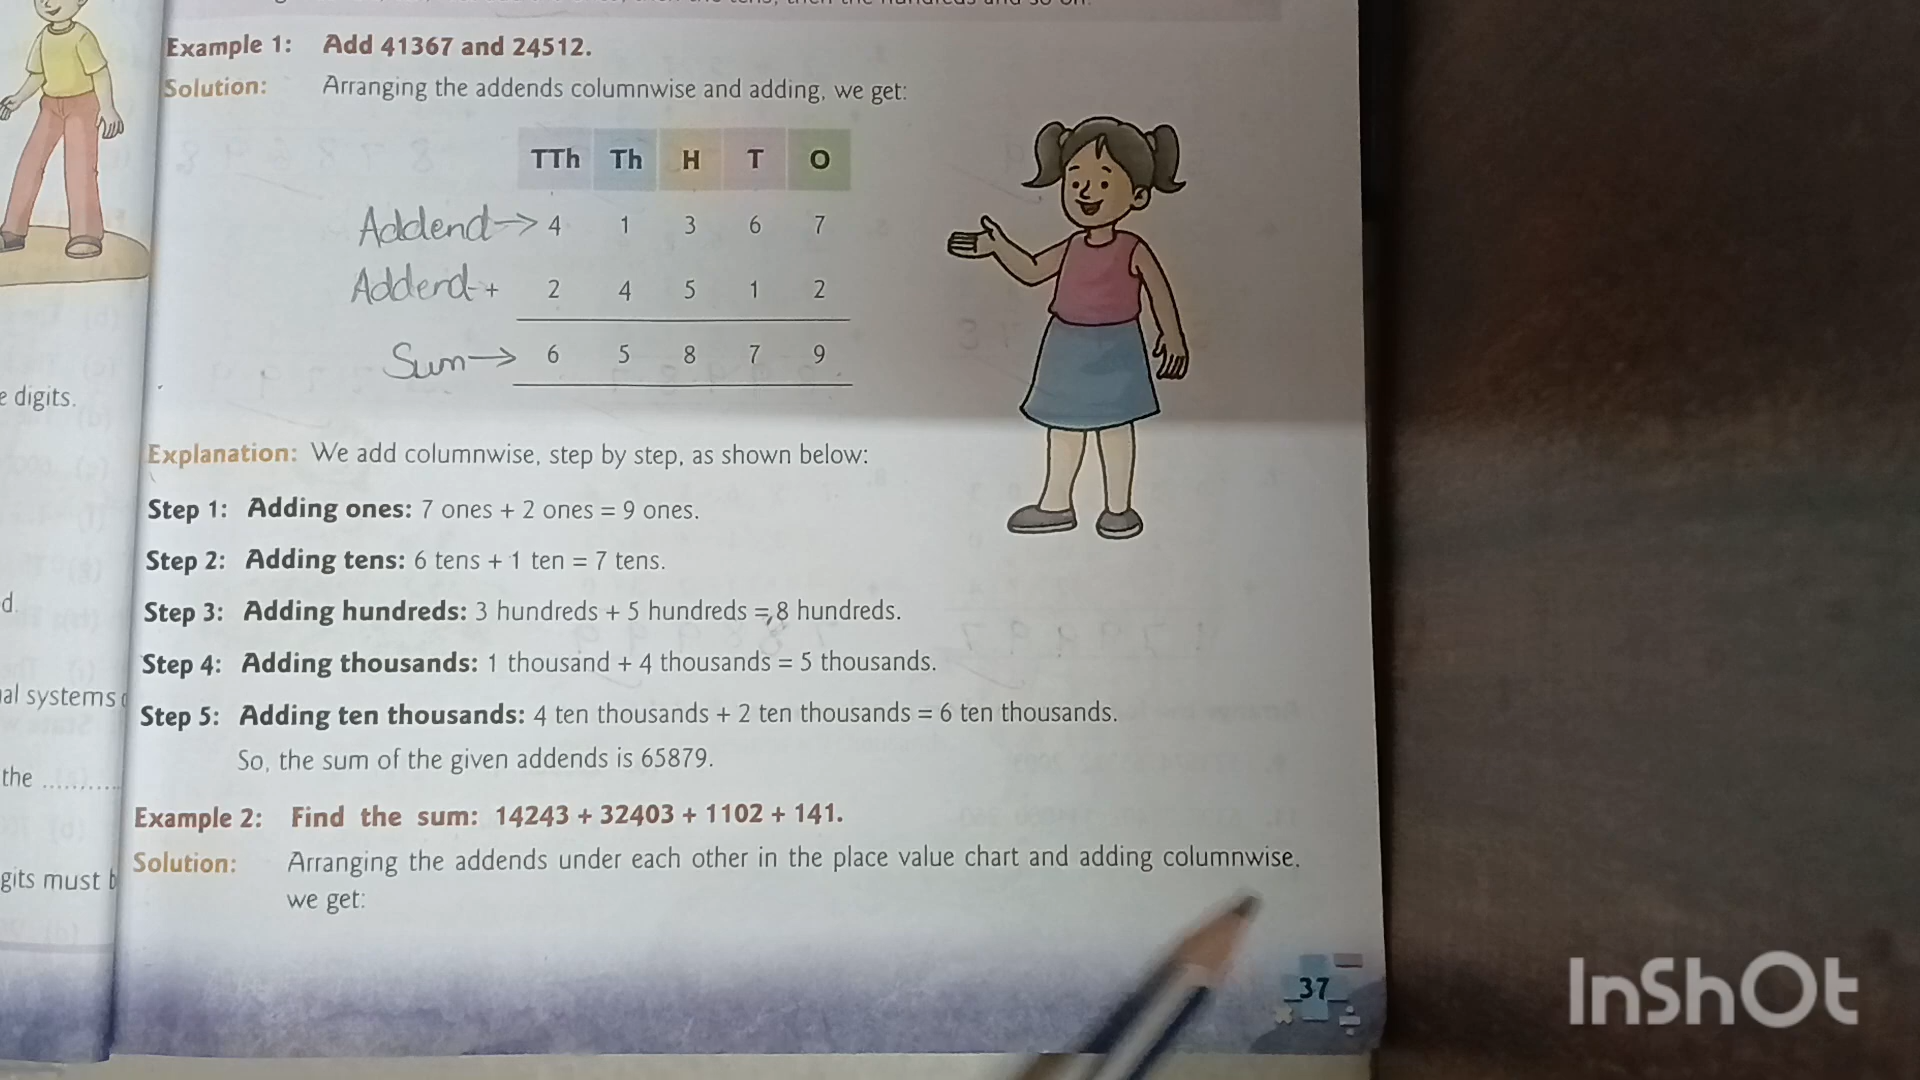 Example 1: Add 41367 and 24512.
Solution: Arranging the addends columnwise and adding, we get:
TTh Th H T O
Addend→ 4 1 3 6 7
Addend + 2 4 5 1 2
Sum→ 6 5 8 7 9
e digits.
Explanation: We add columnwise, step by step, as shown below:
Step 1: Adding ones: 7 ones + 2 ones = 9 ones.
Step 2: Adding tens: 6 tens + 1 ten = 7 tens.
d.
Step 3: Adding hundreds: 3 hundreds + 5 hundreds = 8 hundreds.
Step 4: Adding thousands: 1 thousand + 4 thousands = 5 thousands.
al systems
Step 5: Adding ten thousands: 4 ten thousands + 2 ten thousands = 6 ten thousands.
So, the sum of the given addends is 65879.
the ..........
Example 2: Find the sum: 14243 + 32403 + 1102 + 141.
Solution: Arranging the addends under each other in the place value chart and adding columnwise,
gits must b
we get:
37
InShOt